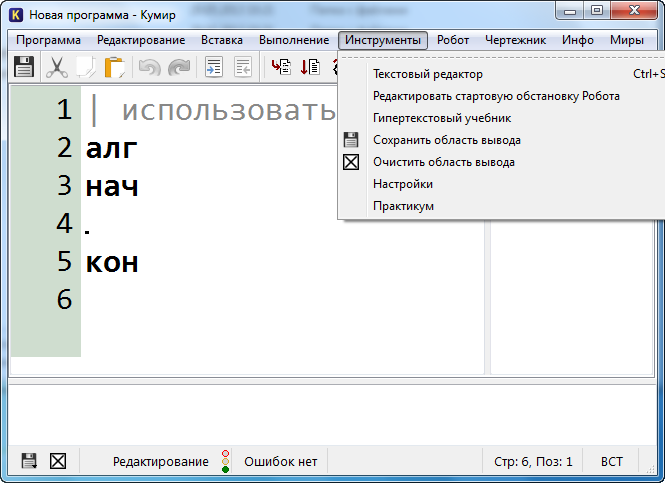 Новая программа - Кумир
Программа Редактирование Вставка Выполнение Инструменты Робот Чертежник Инфо Миры
Текстовый редактор Ctrl+S
Редактировать стартовую обстановку Робота
Гипертекстовый учебник
Сохранить область вывода
Очистить область вывода
Настройки
Практикум
1 | использовать
2 алг
3 нач
4 .
5 кон
6
Редактирование Ошибок нет Стр: 6, Поз: 1 ВСТ